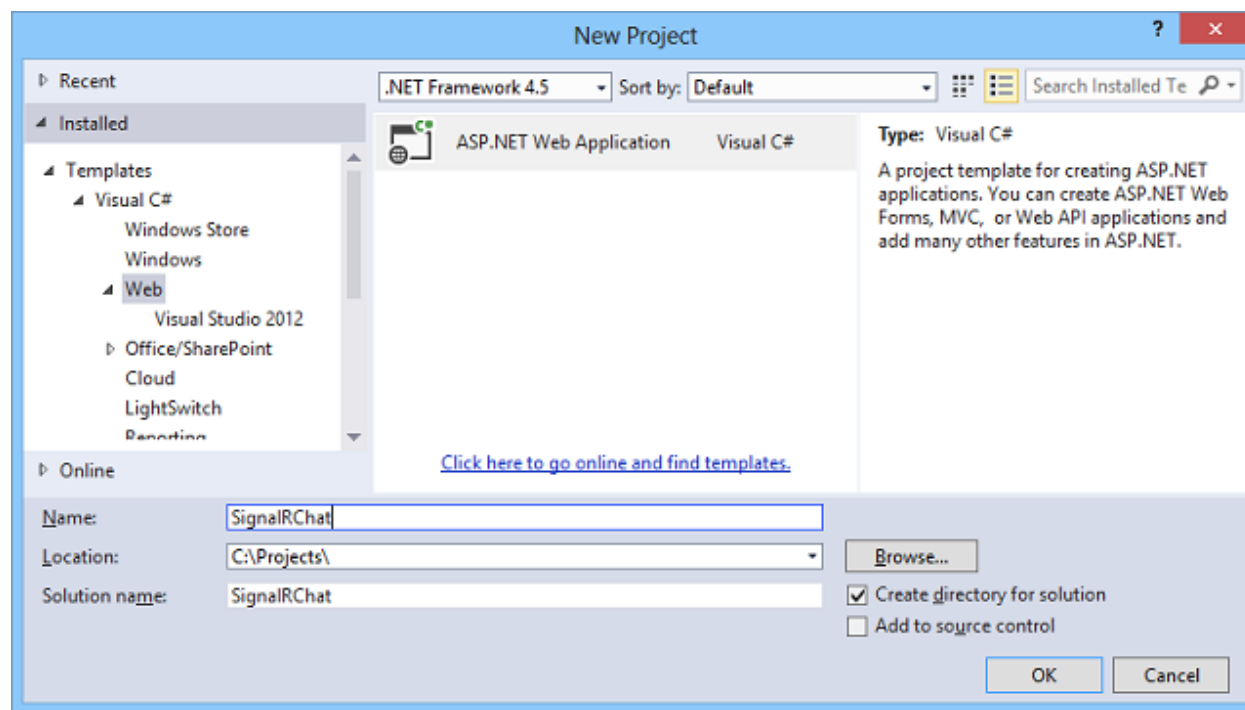 New Project
?
Recent
.NET Framework 4.5
Sort by:
Default
Search Installed Te
Installed
Templates
Visual C#
Windows Store
Windows
Web
Visual Studio 2012
Office/SharePoint
Cloud
LightSwitch
Reporting
Online
C#
ASP.NET Web Application
Visual C#
Click here to go online and find templates.
Type: Visual C#
A project template for creating ASP.NET
applications. You can create ASP.NET Web
Forms, MVC, or Web API applications and
add many other features in ASP.NET.
Name:
SignalRChat
Location:
C:\Projects\
Browse...
Solution name:
SignalRChat
Create directory for solution
Add to source control
OK
Cancel